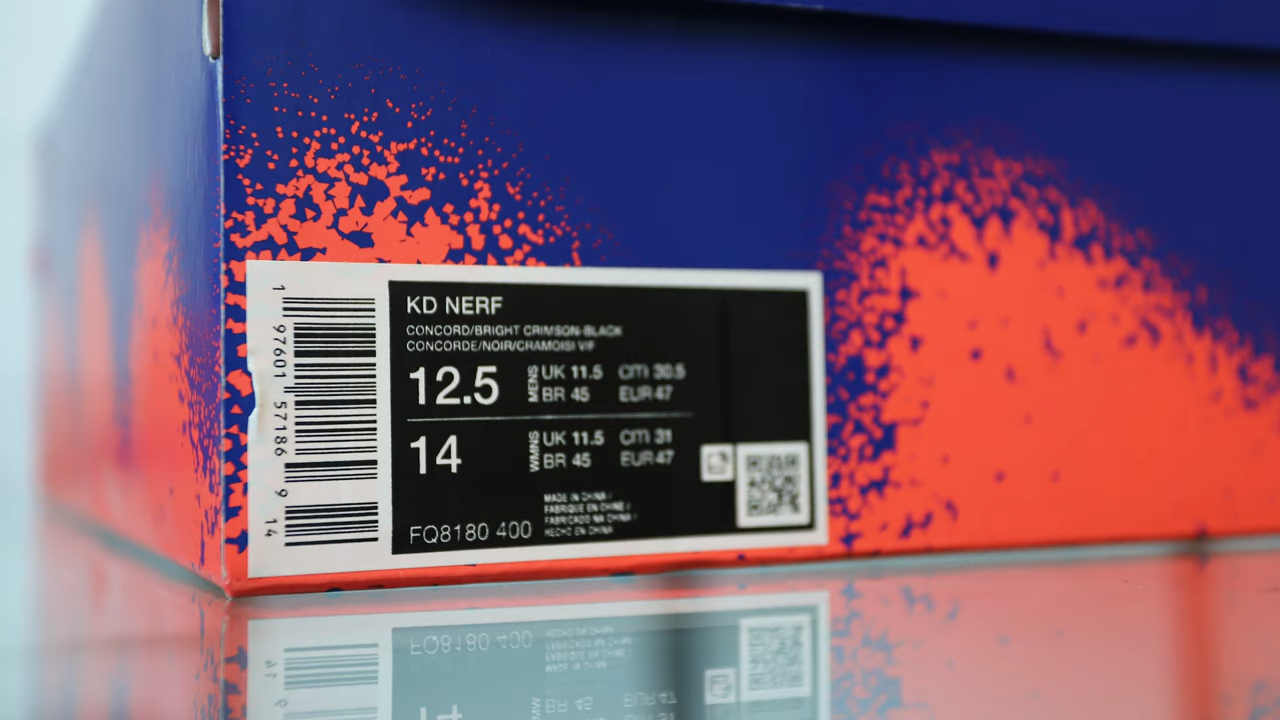 1 97601 57186 9 14
KD NERF
CONCORD/BRIGHT CRIMSON-BLACK
CONCORDE/NOIR/CRAMOISI VIF
12.5 MENS UK 11.5 cm 30.5
BR 45 EUR 47
14 WMNS UK 11.5 cm 31
BR 45 EUR 47
MADE IN CHINA /
FABRIQUE EN CHINE /
FABRICADO NA CHINA /
HECHO EN CHINA
FQ8180 400